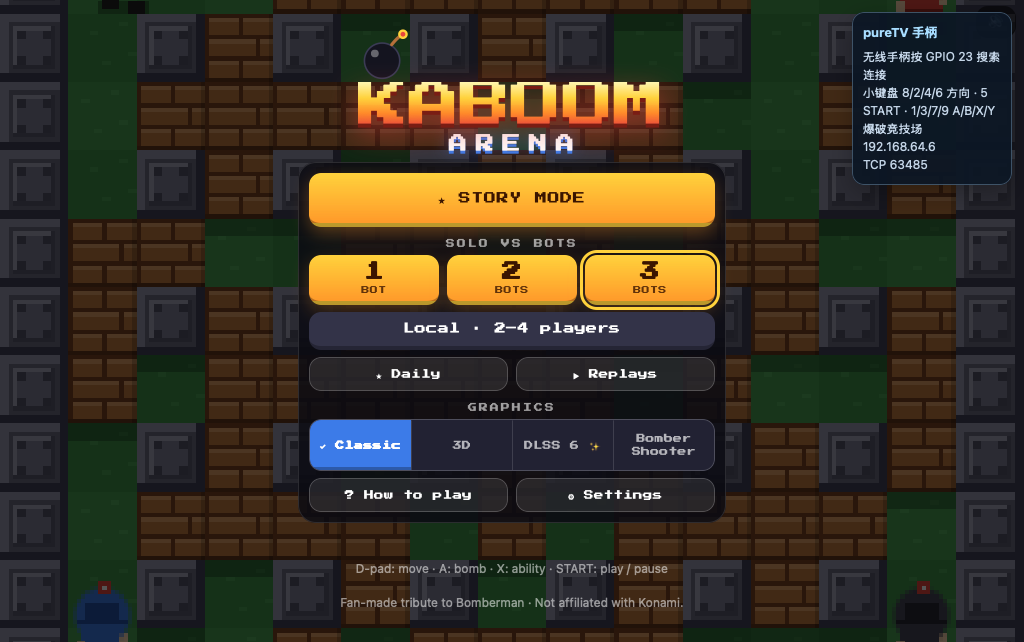 KABOOM
ARENA
★ STORY MODE
SOLO VS BOTS
1
BOT
2
BOTS
3
BOTS
Local · 2–4 players
★ Daily
▶ Replays
GRAPHICS
✓ Classic
3D
DLSS 6 ✨
Bomber
Shooter
? How to play
⚙ Settings
D-pad: move · A: bomb · X: ability · START: play / pause
Fan-made tribute to Bomberman · Not affiliated with Konami.
pureTV 手柄
无线手柄按 GPIO 23 搜索
连接
小键盘 8/2/4/6 方向 · 5
START · 1/3/7/9 A/B/X/Y
爆破竞技场
192.168.64.6
TCP 63485